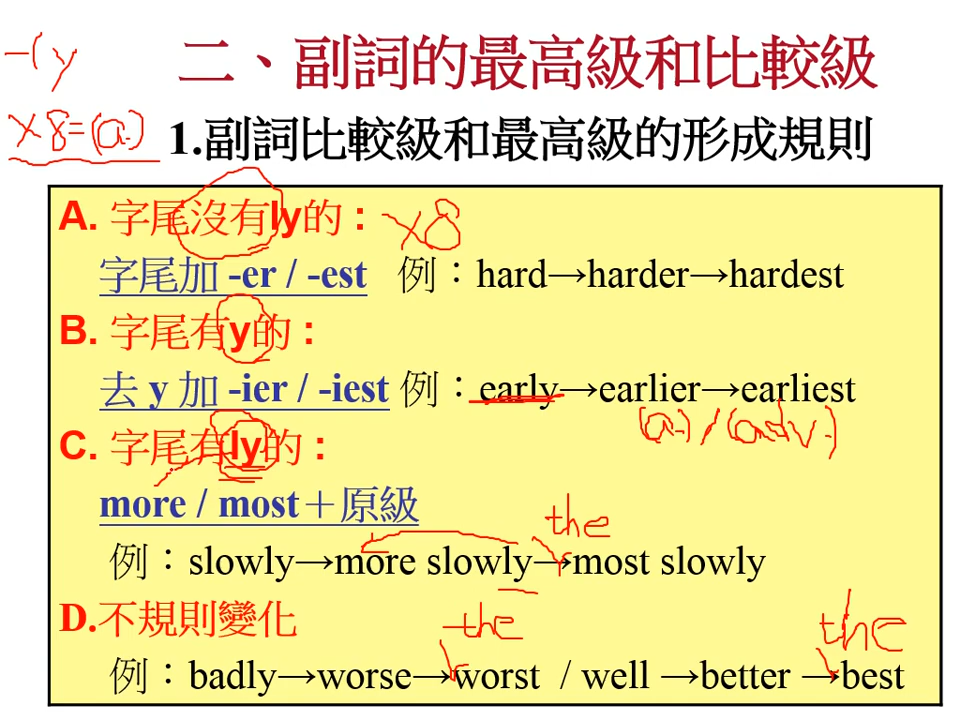 -(y
二、副詞的最高級和比較級
x8=(a.)
1.副詞比較級和最高級的形成規則
A. 字尾沒有ly的 : x8
字尾加 -er / -est 例：hard→harder→hardest
B. 字尾有y的 :
去 y 加 -ier / -iest 例：early→earlier→earliest
(a.) / (adv.)
C. 字尾有ly的 :
more / most＋原級
the
例：slowly→more slowly→most slowly
D.不規則變化
the the
例：badly→worse→worst / well →better →best